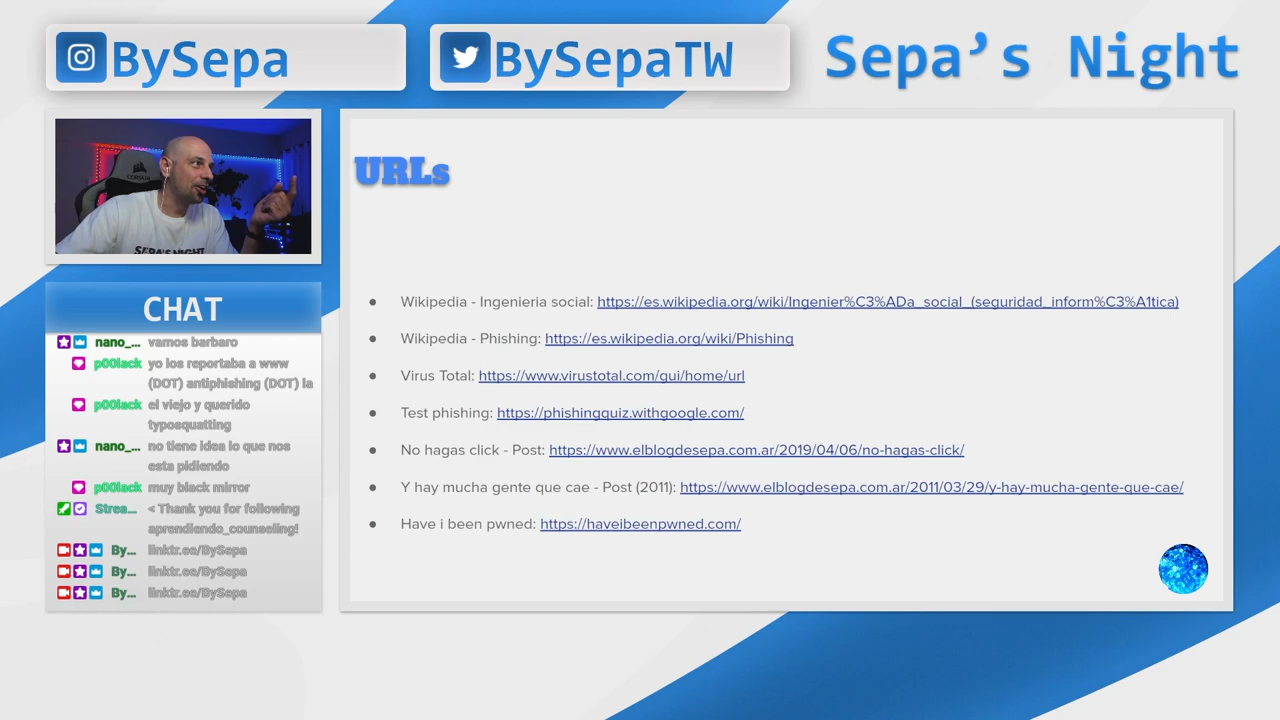 BySepa
BySepaTW
Sepa's Night
CORSAIR
SEPA'S NIGHT
URLs
Wikipedia - Ingenieria social: https://es.wikipedia.org/wiki/Ingenier%C3%ADa_social_(seguridad_inform%C3%A1tica)
Wikipedia - Phishing: https://es.wikipedia.org/wiki/Phishing
Virus Total: https://www.virustotal.com/gui/home/url
Test phishing: https://phishingquiz.withgoogle.com/
No hagas click - Post: https://www.elblogdesepa.com.ar/2019/04/06/no-hagas-click/
Y hay mucha gente que cae - Post (2011): https://www.elblogdesepa.com.ar/2011/03/29/y-hay-mucha-gente-que-cae/
Have i been pwned: https://haveibeenpwned.com/
CHAT
nano_... vamos barbaro
p00lack yo los reportaba a www
(DOT) antiphishing (DOT) la
p00lack el viejo y querido
typosquatting
nano_... no tiene idea lo que nos
esta pidiendo
p00lack muy black mirror
Strea... < Thank you for following
aprendiendo_counseling!
By... linktr.ee/BySepa
By... linktr.ee/BySepa
By... linktr.ee/BySepa